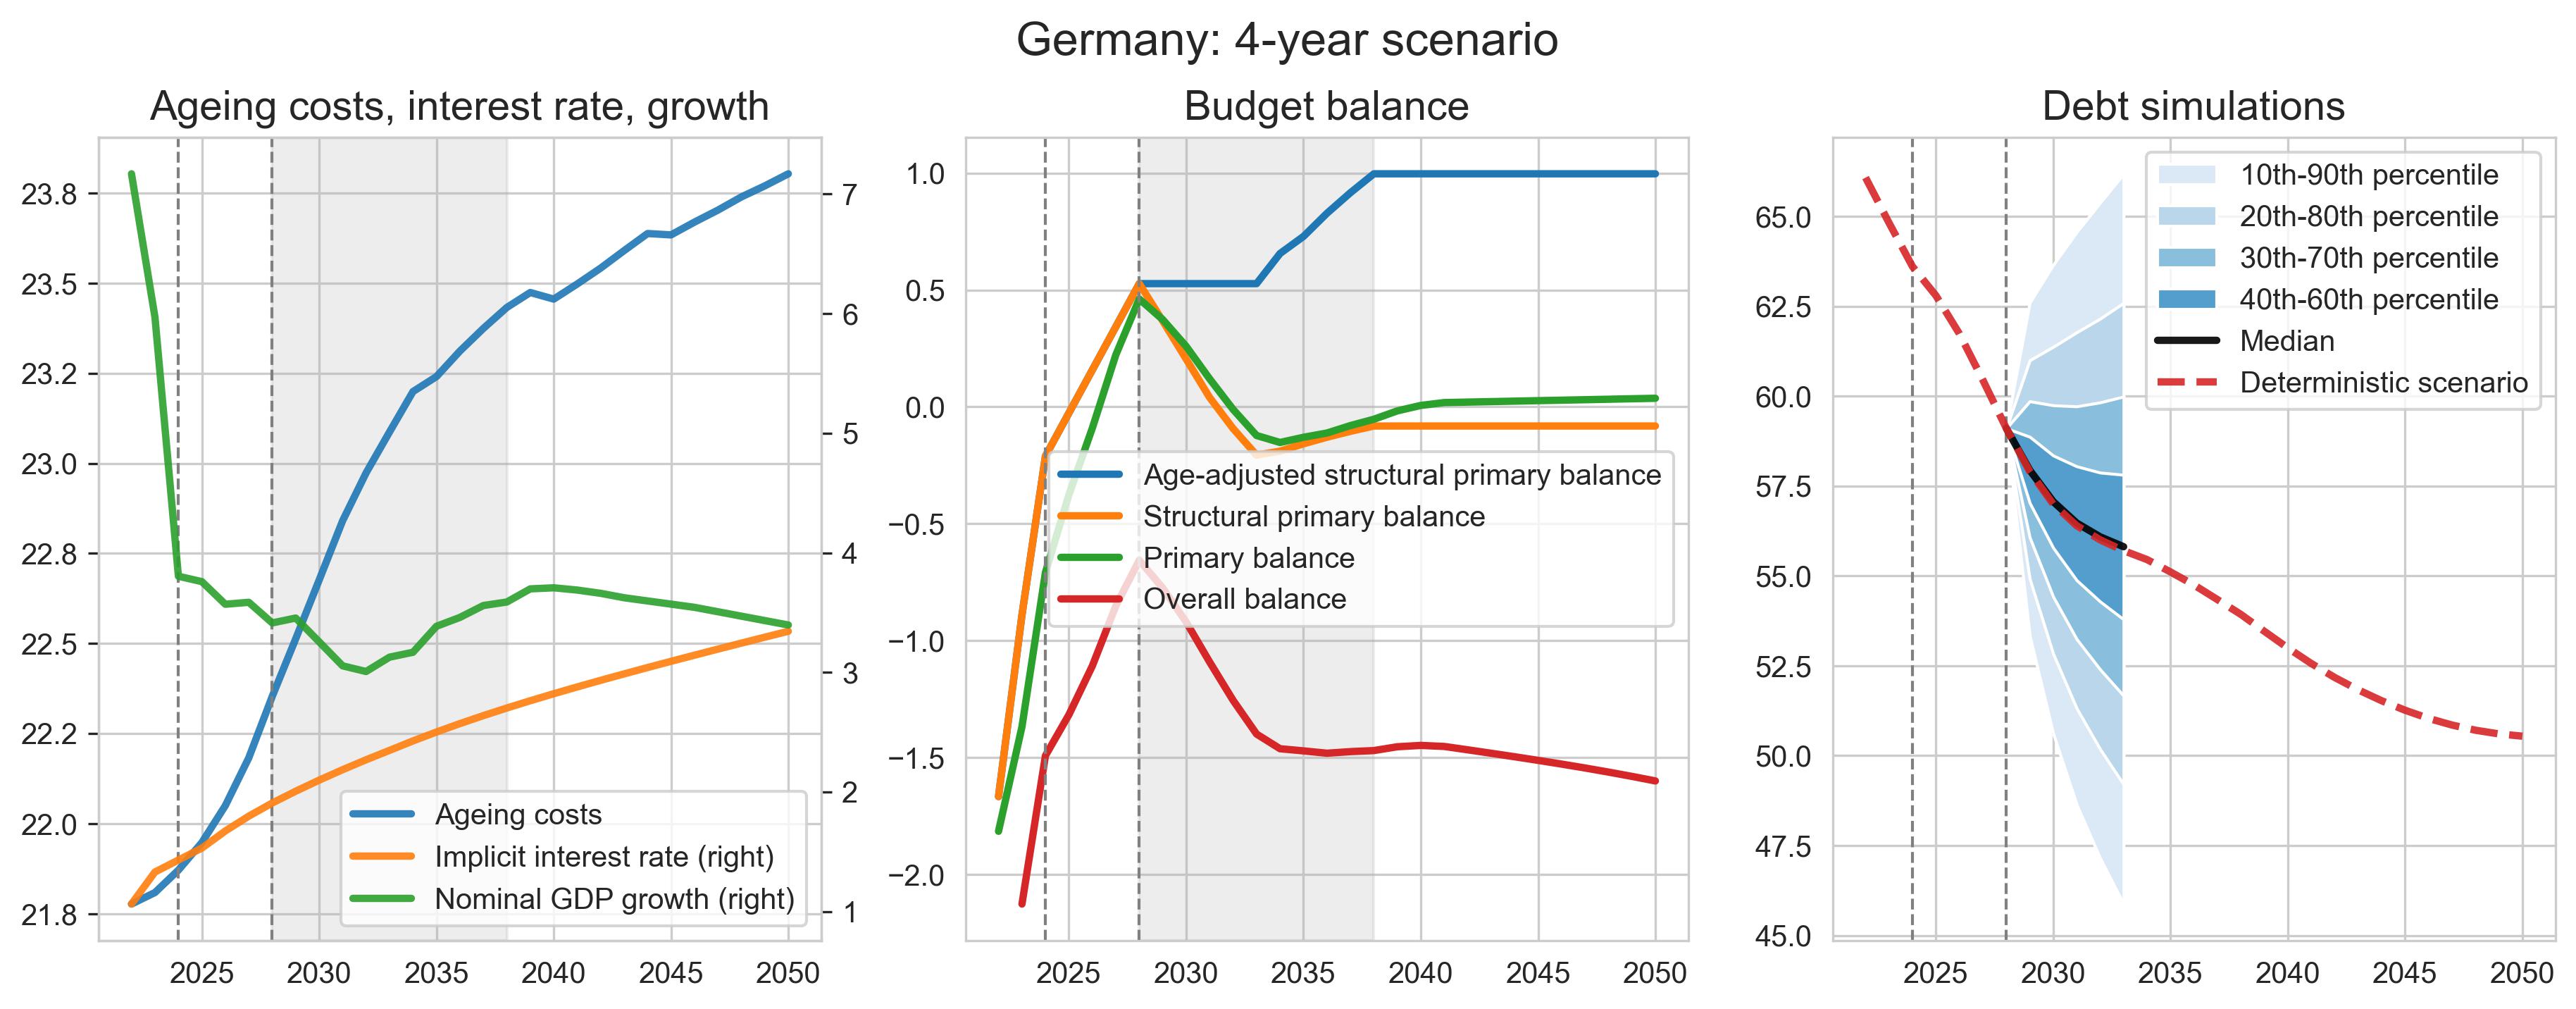 Germany: 4-year scenario
Ageing costs, interest rate, growth
23.8
23.5
23.2
23.0
22.8
22.5
22.2
22.0
21.8
7
6
5
4
3
2
1
Ageing costs
Implicit interest rate (right)
Nominal GDP growth (right)
2025 2030 2035 2040 2045 2050
Budget balance
1.0
0.5
0.0
−0.5
−1.0
−1.5
−2.0
Age-adjusted structural primary balance
Structural primary balance
Primary balance
Overall balance
2025 2030 2035 2040 2045 2050
Debt simulations
65.0
62.5
60.0
57.5
55.0
52.5
50.0
47.5
45.0
10th-90th percentile
20th-80th percentile
30th-70th percentile
40th-60th percentile
Median
Deterministic scenario
2025 2030 2035 2040 2045 2050